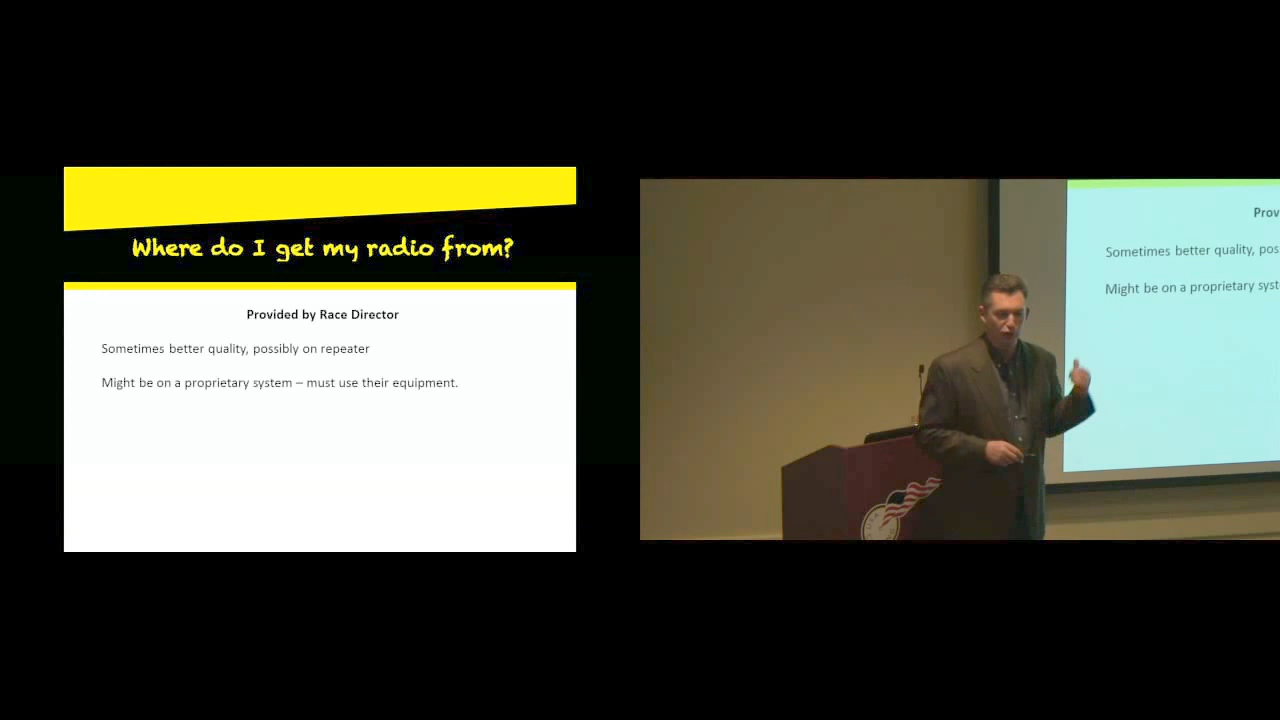 Where do I get my radio from?
Provided by Race Director
Sometimes better quality, possibly on repeater
Might be on a proprietary system – must use their equipment.
Prov
Sometimes better quality, pos
Might be on a proprietary syst
USA